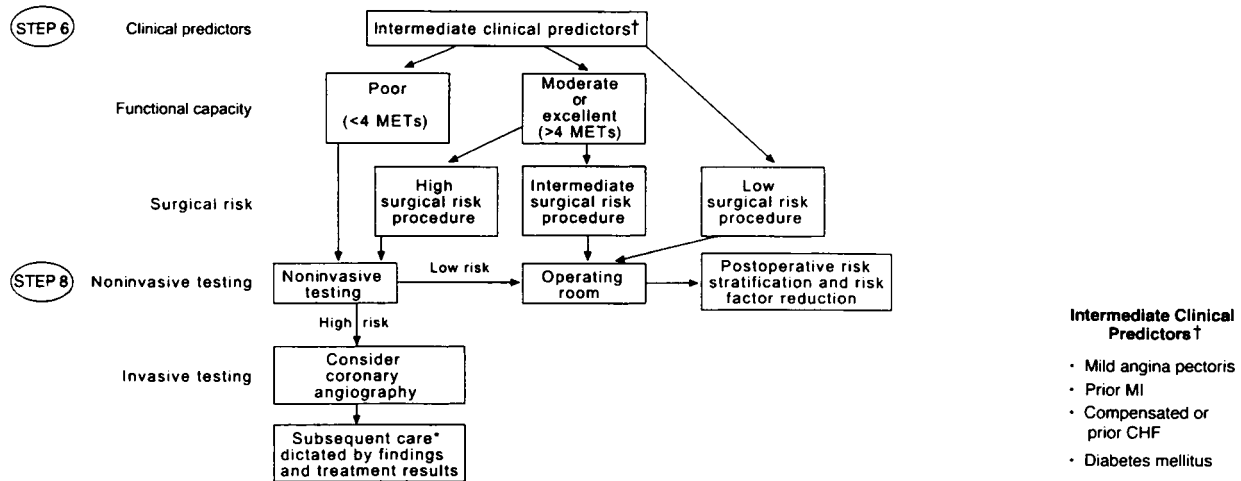 STEP 6
Clinical predictors
Intermediate clinical predictors†
Functional capacity
Poor
(<4 METs)
Moderate
or
excellent
(>4 METs)
Surgical risk
High
surgical risk
procedure
Intermediate
surgical risk
procedure
Low
surgical risk
procedure
STEP 8
Noninvasive testing
Noninvasive
testing
Low risk
Operating
room
Postoperative risk
stratification and risk
factor reduction
High risk
Invasive testing
Consider
coronary
angiography
Subsequent care*
dictated by findings
and treatment results
Intermediate Clinical
Predictors†
· Mild angina pectoris
· Prior MI
· Compensated or
prior CHF
· Diabetes mellitus